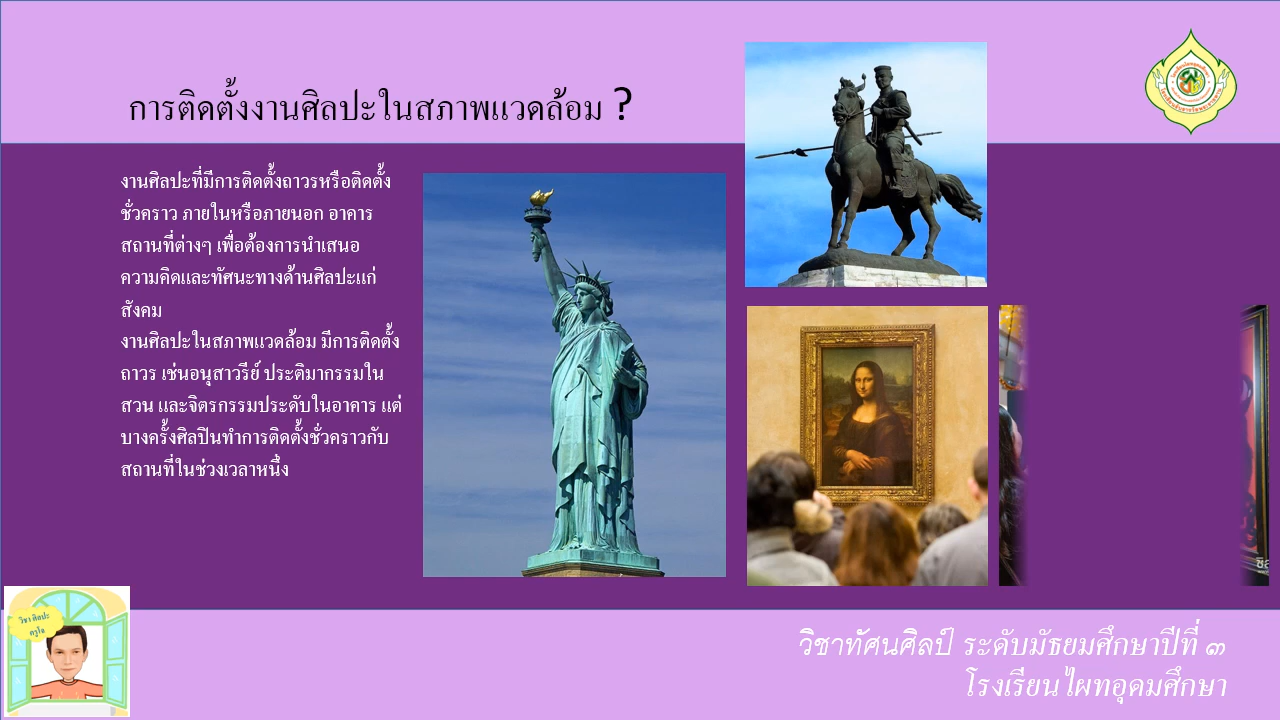 การติดตั้งงานศิลปะในสภาพแวดล้อม ?
งานศิลปะที่มีการติดตั้งถาวรหรือติดตั้ง
ชั่วคราว ภายในหรือภายนอก อาคาร
สถานที่ต่างๆ เพื่อต้องการนำเสนอ
ความคิดและทัศนะทางด้านศิลปะแก่
สังคม
งานศิลปะในสภาพแวดล้อม มีการติดตั้ง
ถาวร เช่นอนุสาวรีย์ ประติมากรรมใน
สวน และจิตรกรรมประดับในอาคาร แต่
บางครั้งศิลปินทำการติดตั้งชั่วคราวกับ
สถานที่ในช่วงเวลาหนึ่ง
วิชา ศิลปะ
วิชาทัศนศิลป์ ระดับมัธยมศึกษาปีที่ ๓
โรงเรียนไผทอุดมศึกษา